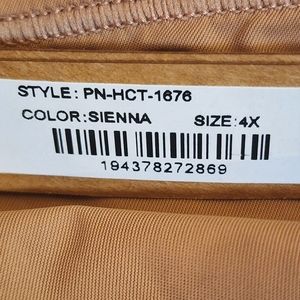 STYLE: PN-HCT-1676
COLOR:SIENNA SIZE:4X
194378272869